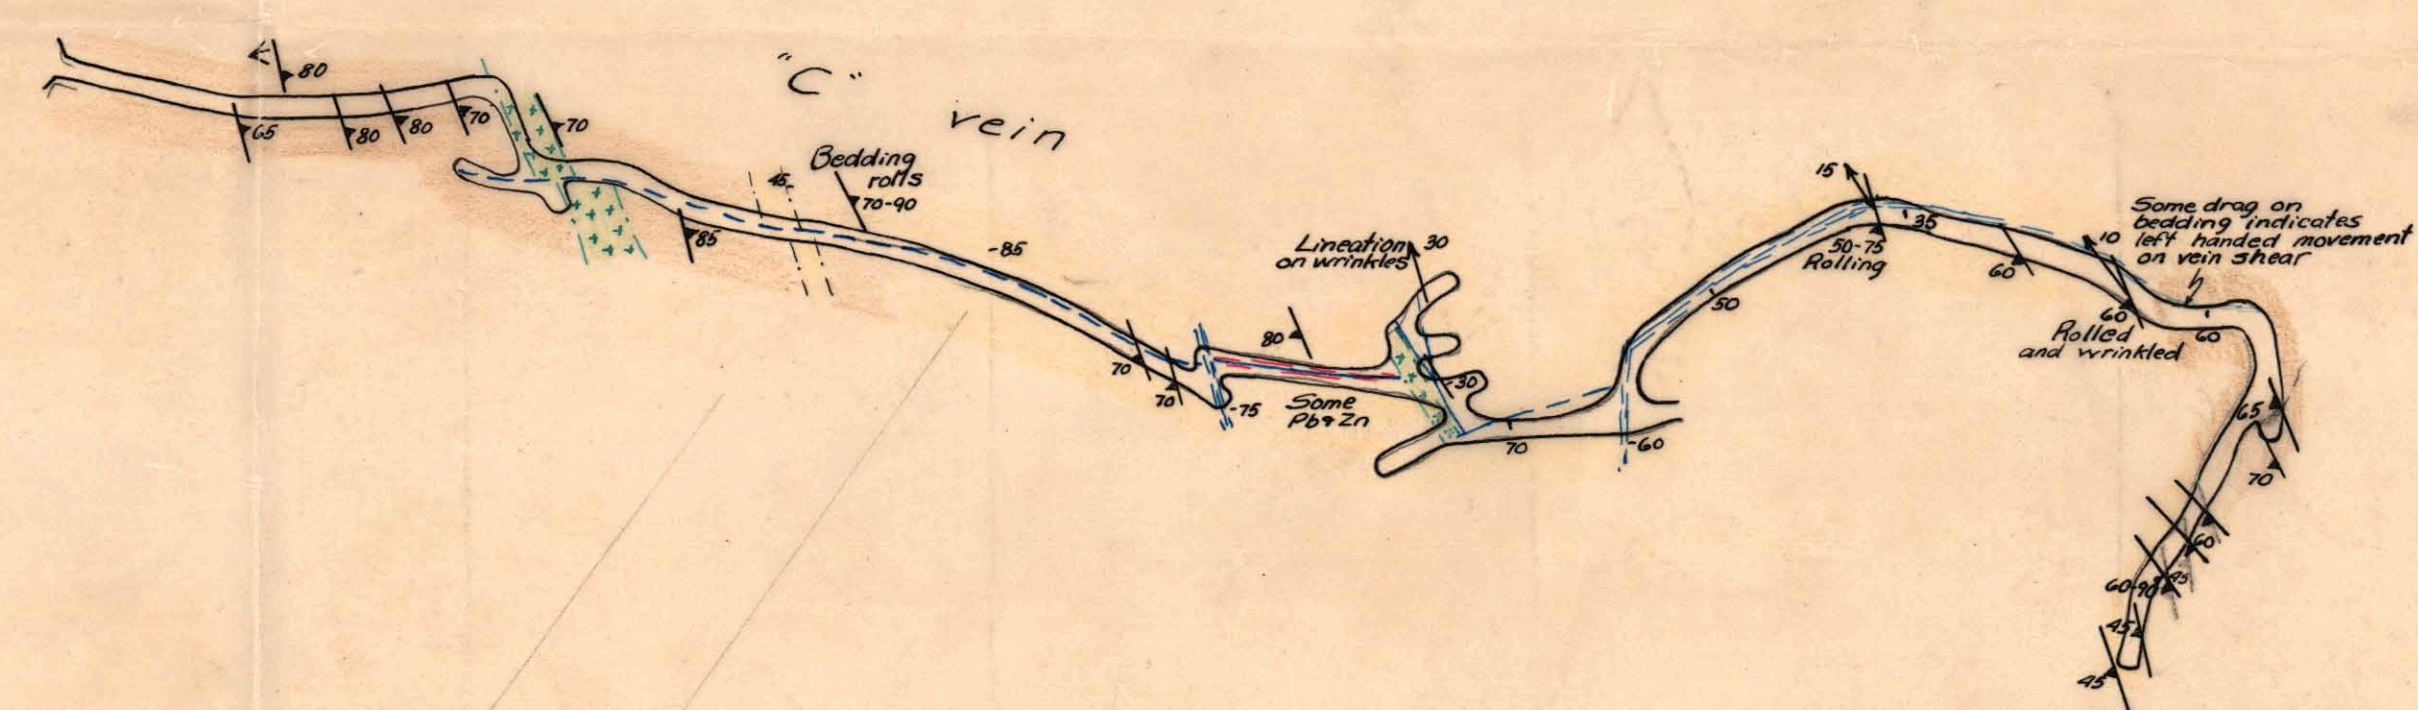 "C"
vein
80
65
80
80
70
70
45
Bedding
rolls
70-90
85
-85
70
70
-75
80
Some
Pb & Zn
Lineation
on wrinkles
30
-30
70
-60
50
15
35
50-75
Rolling
60
10
60
Rolled
and wrinkled
60
Some drag on
bedding indicates
left handed movement
on vein shear
65
70
60
45
60-90
45
45